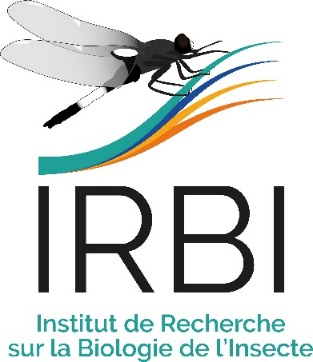 IRBI
Institut de Recherche
sur la Biologie de l'Insecte